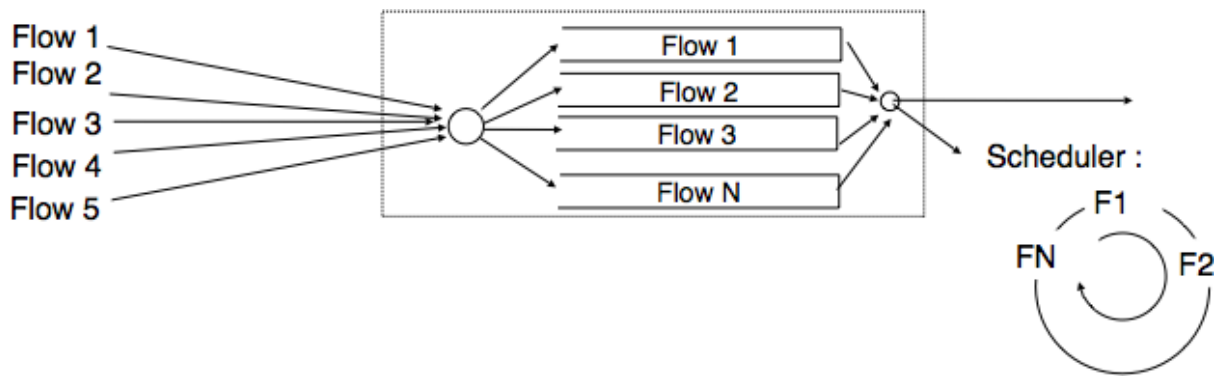 Flow 1
Flow 2
Flow 3
Flow 4
Flow 5
Flow 1
Flow 2
Flow 3
Flow N
Scheduler :
F1
FN
F2